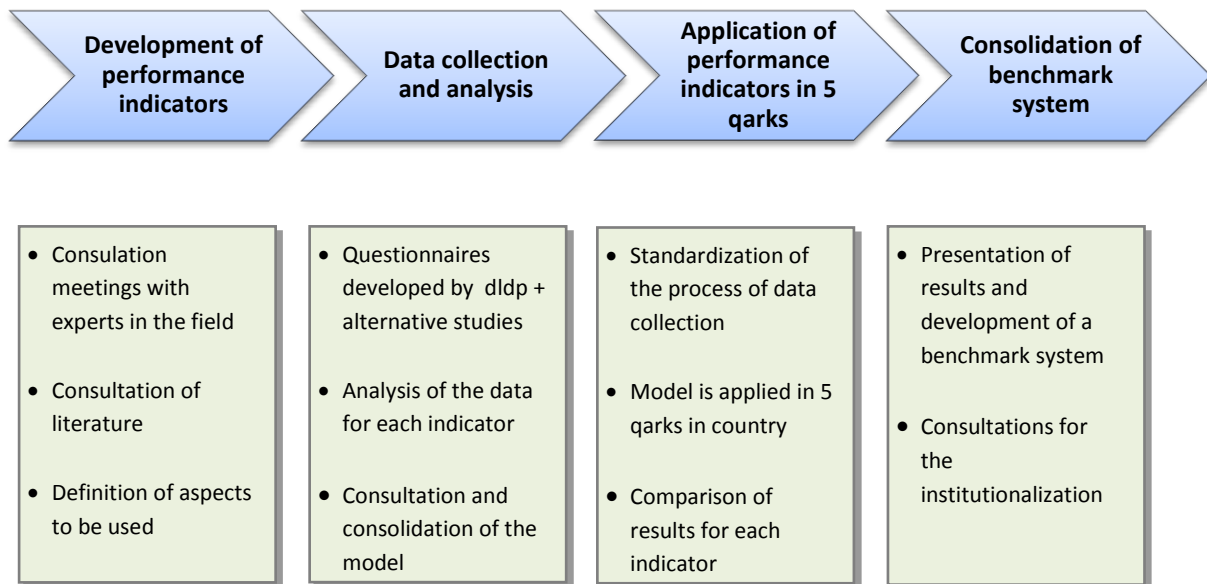 Development of
performance
indicators
Data collection
and analysis
Application of
performance
indicators in 5
qarks
Consolidation of
benchmark
system
• Consulation
meetings with
experts in the field
• Consultation of
literature
• Definition of aspects
to be used
• Questionnaires
developed by dldp +
alternative studies
• Analysis of the data
for each indicator
• Consultation and
consolidation of the
model
• Standardization of
the process of data
collection
• Model is applied in 5
qarks in country
• Comparison of
results for each
indicator
• Presentation of
results and
development of a
benchmark system
• Consultations for
the
institutionalization